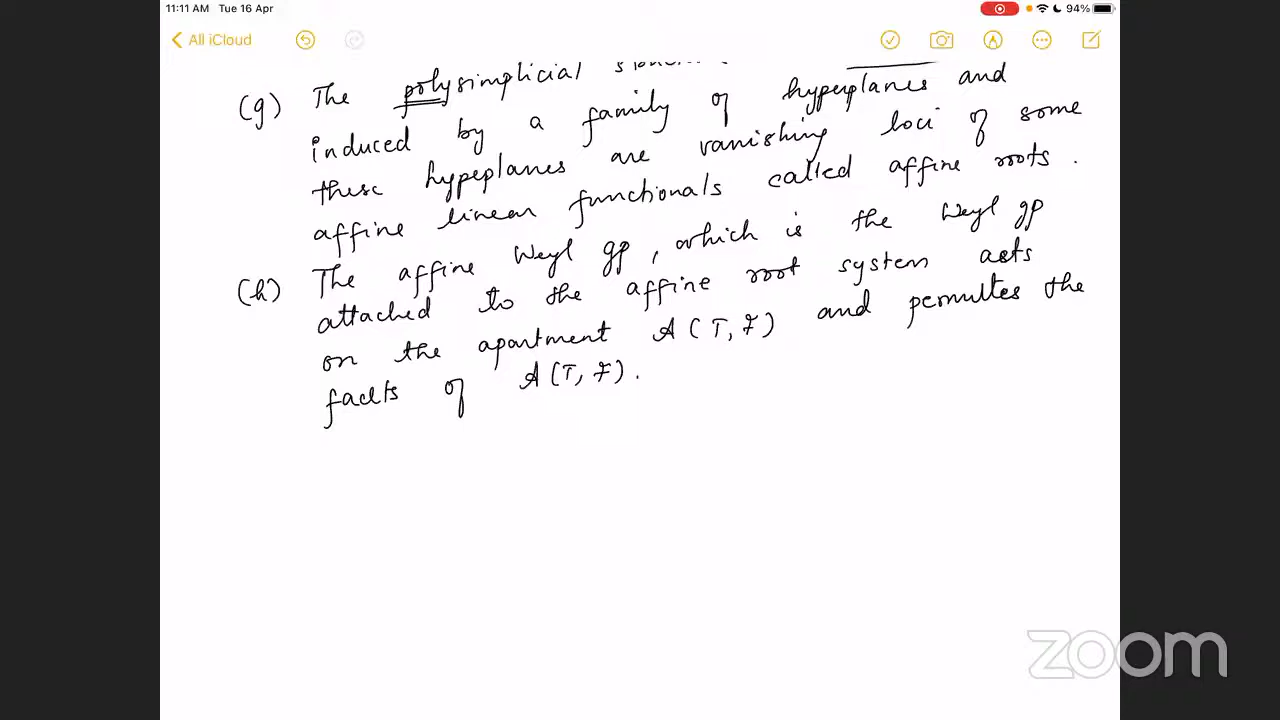 11:11 AM Tue 16 Apr
94%
All iCloud
(g) The polysimplicial
induced by a family of hyperplanes and
these hypeplanes are vanishing loci of some
affine linear functionals called affine roots.
(h) The affine Weyl gp, which is the Weyl gp
attached to the affine root system acts
on the apartment A(T, F) and permutes the
facets of A(T, F).
zoom